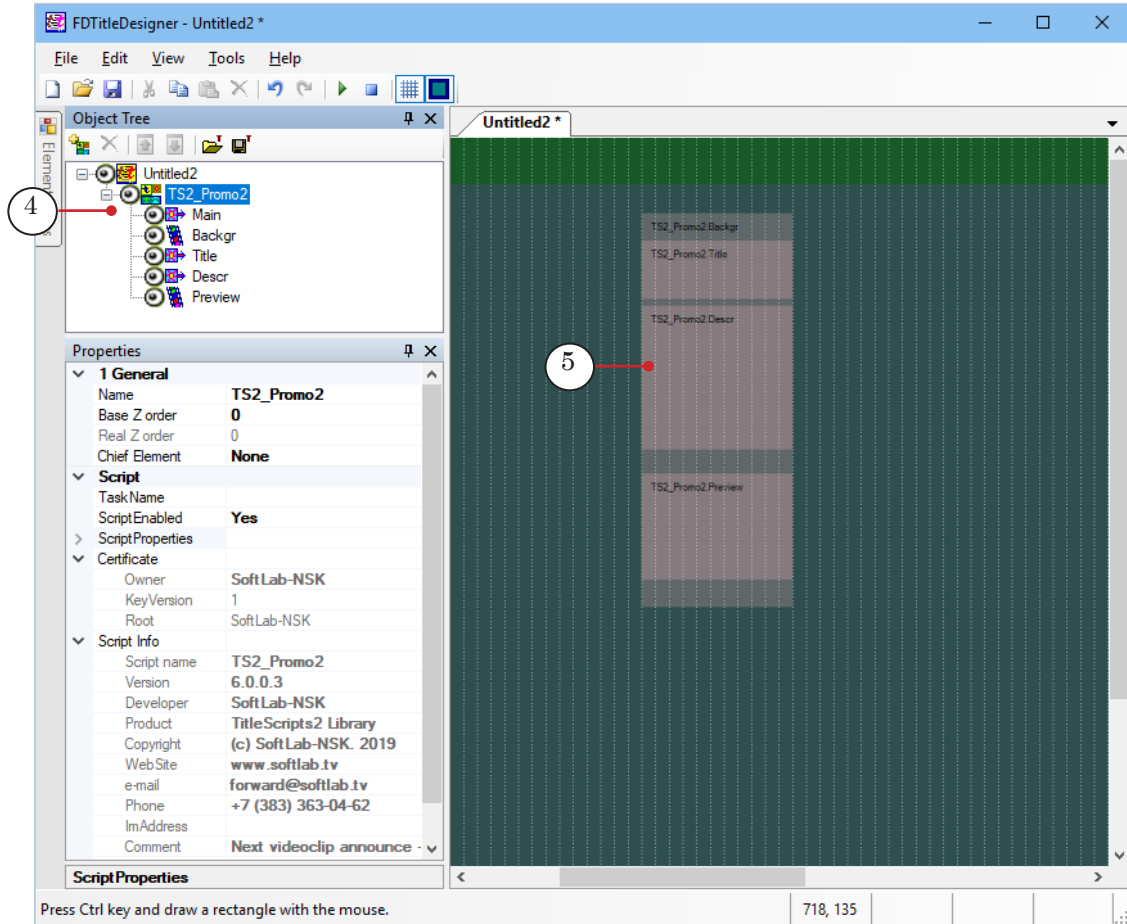 FDTitleDesigner - Untitled2 *
File Edit View Tools Help
Object Tree
Untitled2
TS2_Promo2
Main
Backgr
Title
Descr
Preview
4
Properties
1 General
Name TS2_Promo2
Base Z order 0
Real Z order 0
Chief Element None
Script
TaskName
ScriptEnabled Yes
ScriptProperties
Certificate
Owner SoftLab-NSK
KeyVersion 1
Root SoftLab-NSK
Script Info
Script name TS2_Promo2
Version 6.0.0.3
Developer SoftLab-NSK
Product TitleScripts2 Library
Copyright (c) SoftLab-NSK. 2019
WebSite www.softlab.tv
e-mail forward@softlab.tv
Phone +7 (383) 363-04-62
ImAddress
Comment Next videoclip announce -
ScriptProperties
Untitled2 *
TS2_Promo2.Backgr
TS2_Promo2.Title
TS2_Promo2.Descr
5
TS2_Promo2.Preview
Press Ctrl key and draw a rectangle with the mouse.
718, 135